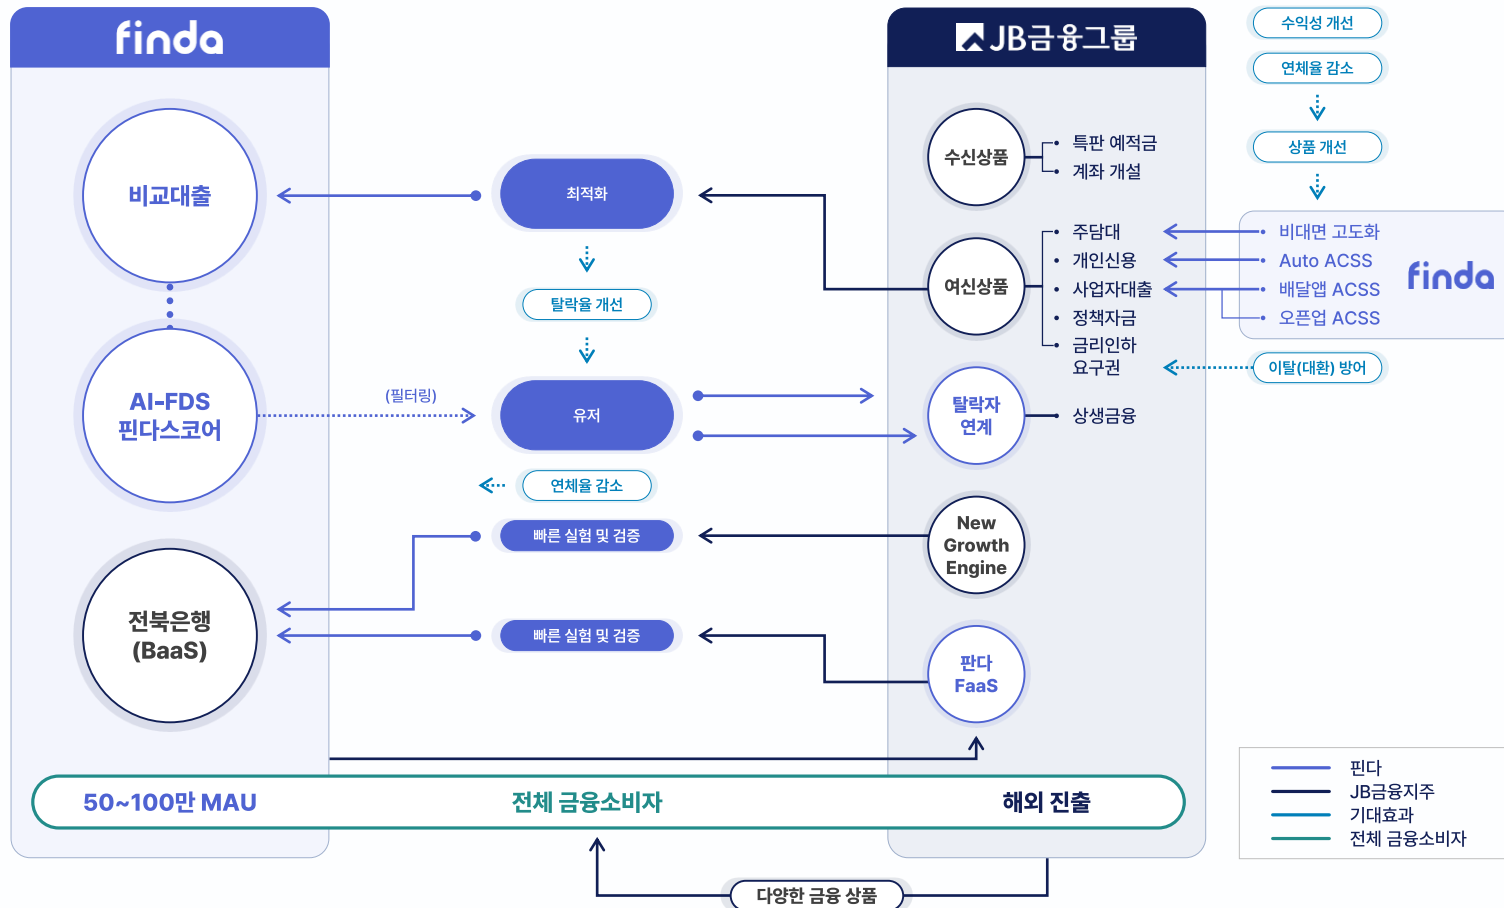 finda
비교대출
AI-FDS
핀다스코어
전북은행
(BaaS)
최적화
탈락율 개선
(필터링)
유저
연체율 감소
빠른 실험 및 검증
빠른 실험 및 검증
JB금융그룹
수신상품
특판 예적금
계좌 개설
여신상품
주담대
개인신용
사업자대출
정책자금
금리인하
요구권
탈락자
연계
상생금융
New
Growth
Engine
판다
FaaS
수익성 개선
연체율 감소
상품 개선
비대면 고도화
Auto ACSS
배달앱 ACSS
오픈업 ACSS
finda
이탈(대환) 방어
50~100만 MAU
전체 금융소비자
해외 진출
다양한 금융 상품
핀다
JB금융지주
기대효과
전체 금융소비자